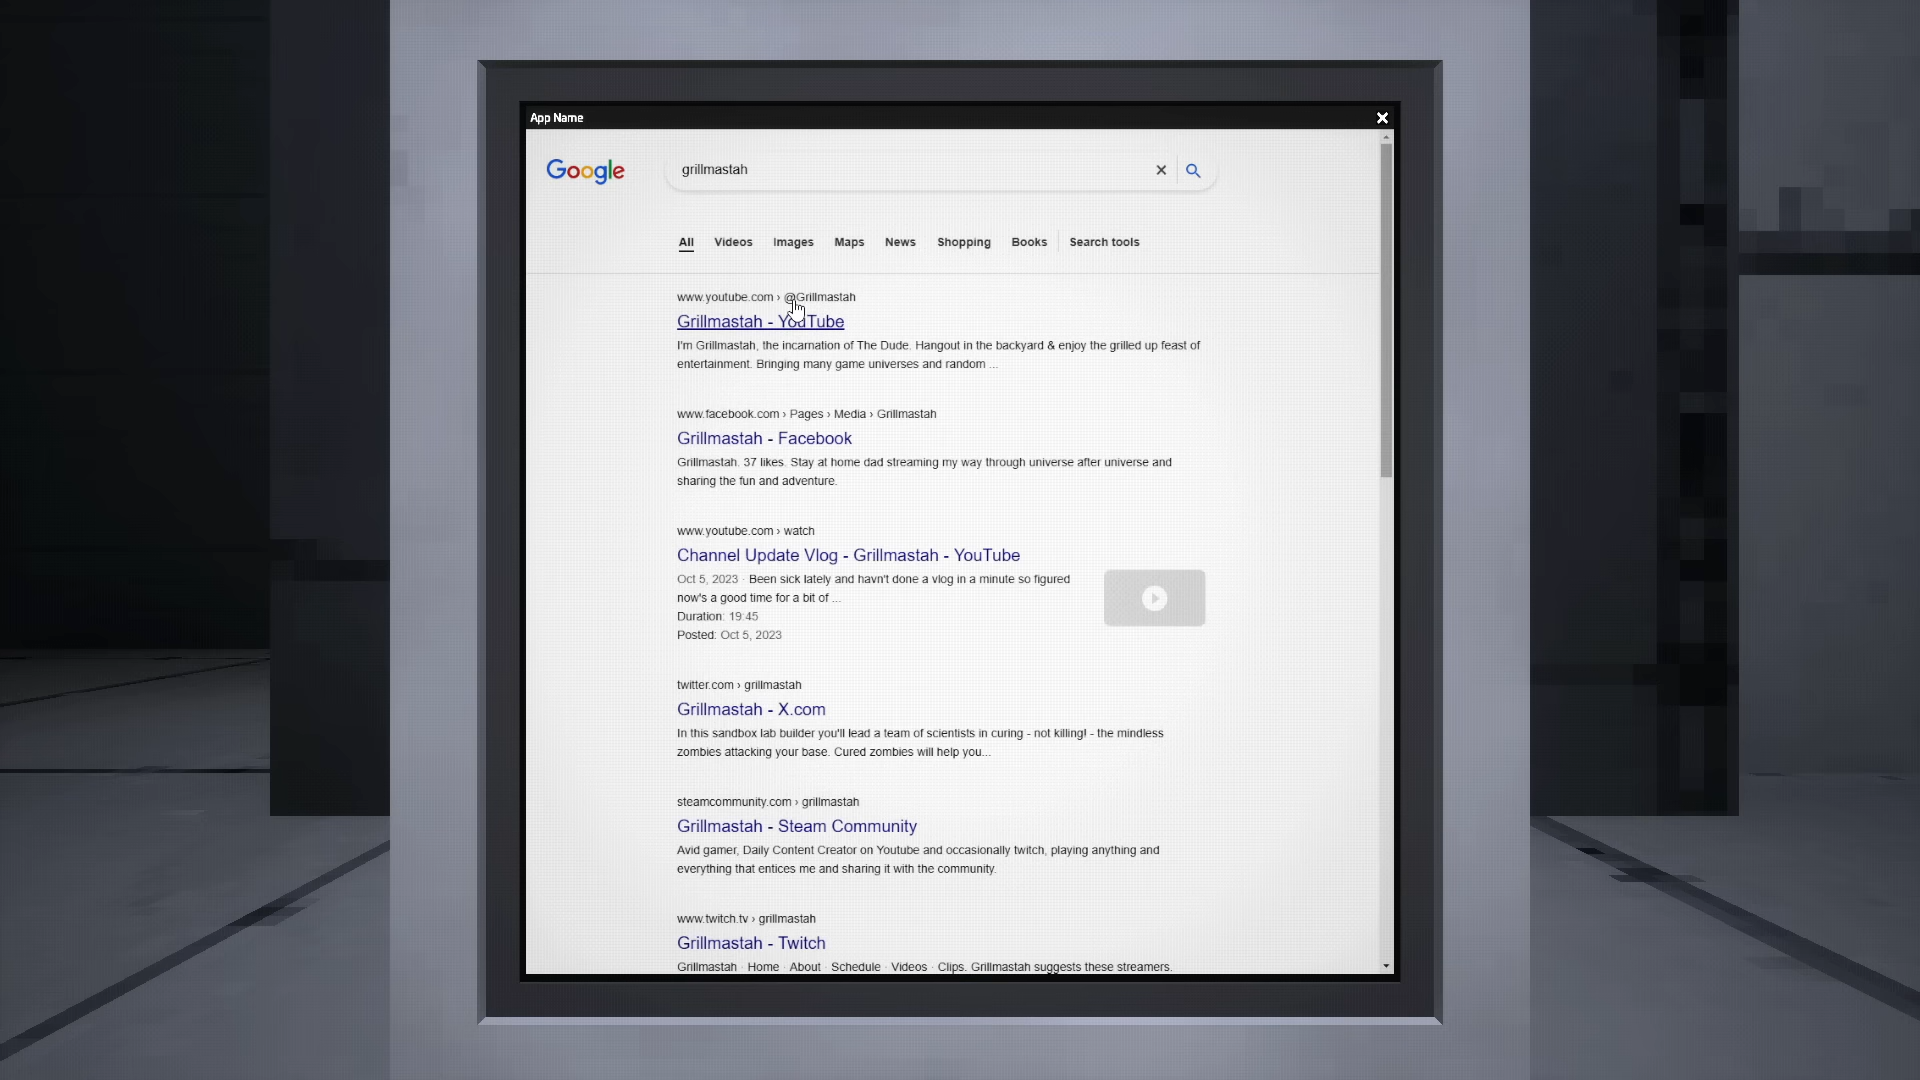 App Name
Google
grillmastah
All Videos Images Maps News Shopping Books Search tools
www.youtube.com › @Grillmastah
Grillmastah - YouTube
I'm Grillmastah, the incarnation of The Dude. Hangout in the backyard & enjoy the grilled up feast of
entertainment. Bringing many game universes and random ...
www.facebook.com › Pages › Media › Grillmastah
Grillmastah - Facebook
Grillmastah. 37 likes. Stay at home dad streaming my way through universe after universe and
sharing the fun and adventure.
www.youtube.com › watch
Channel Update Vlog - Grillmastah - YouTube
Oct 5, 2023 · Been sick lately and havn't done a vlog in a minute so figured
now's a good time for a bit of ...
Duration: 19:45
Posted: Oct 5, 2023
twitter.com › grillmastah
Grillmastah - X.com
In this sandbox lab builder you'll lead a team of scientists in curing - not killing! - the mindless
zombies attacking your base. Cured zombies will help you...
steamcommunity.com › grillmastah
Grillmastah - Steam Community
Avid gamer, Daily Content Creator on Youtube and occasionally twitch, playing anything and
everything that entices me and sharing it with the community.
www.twitch.tv › grillmastah
Grillmastah - Twitch
Grillmastah · Home · About · Schedule · Videos · Clips. Grillmastah suggests these streamers.